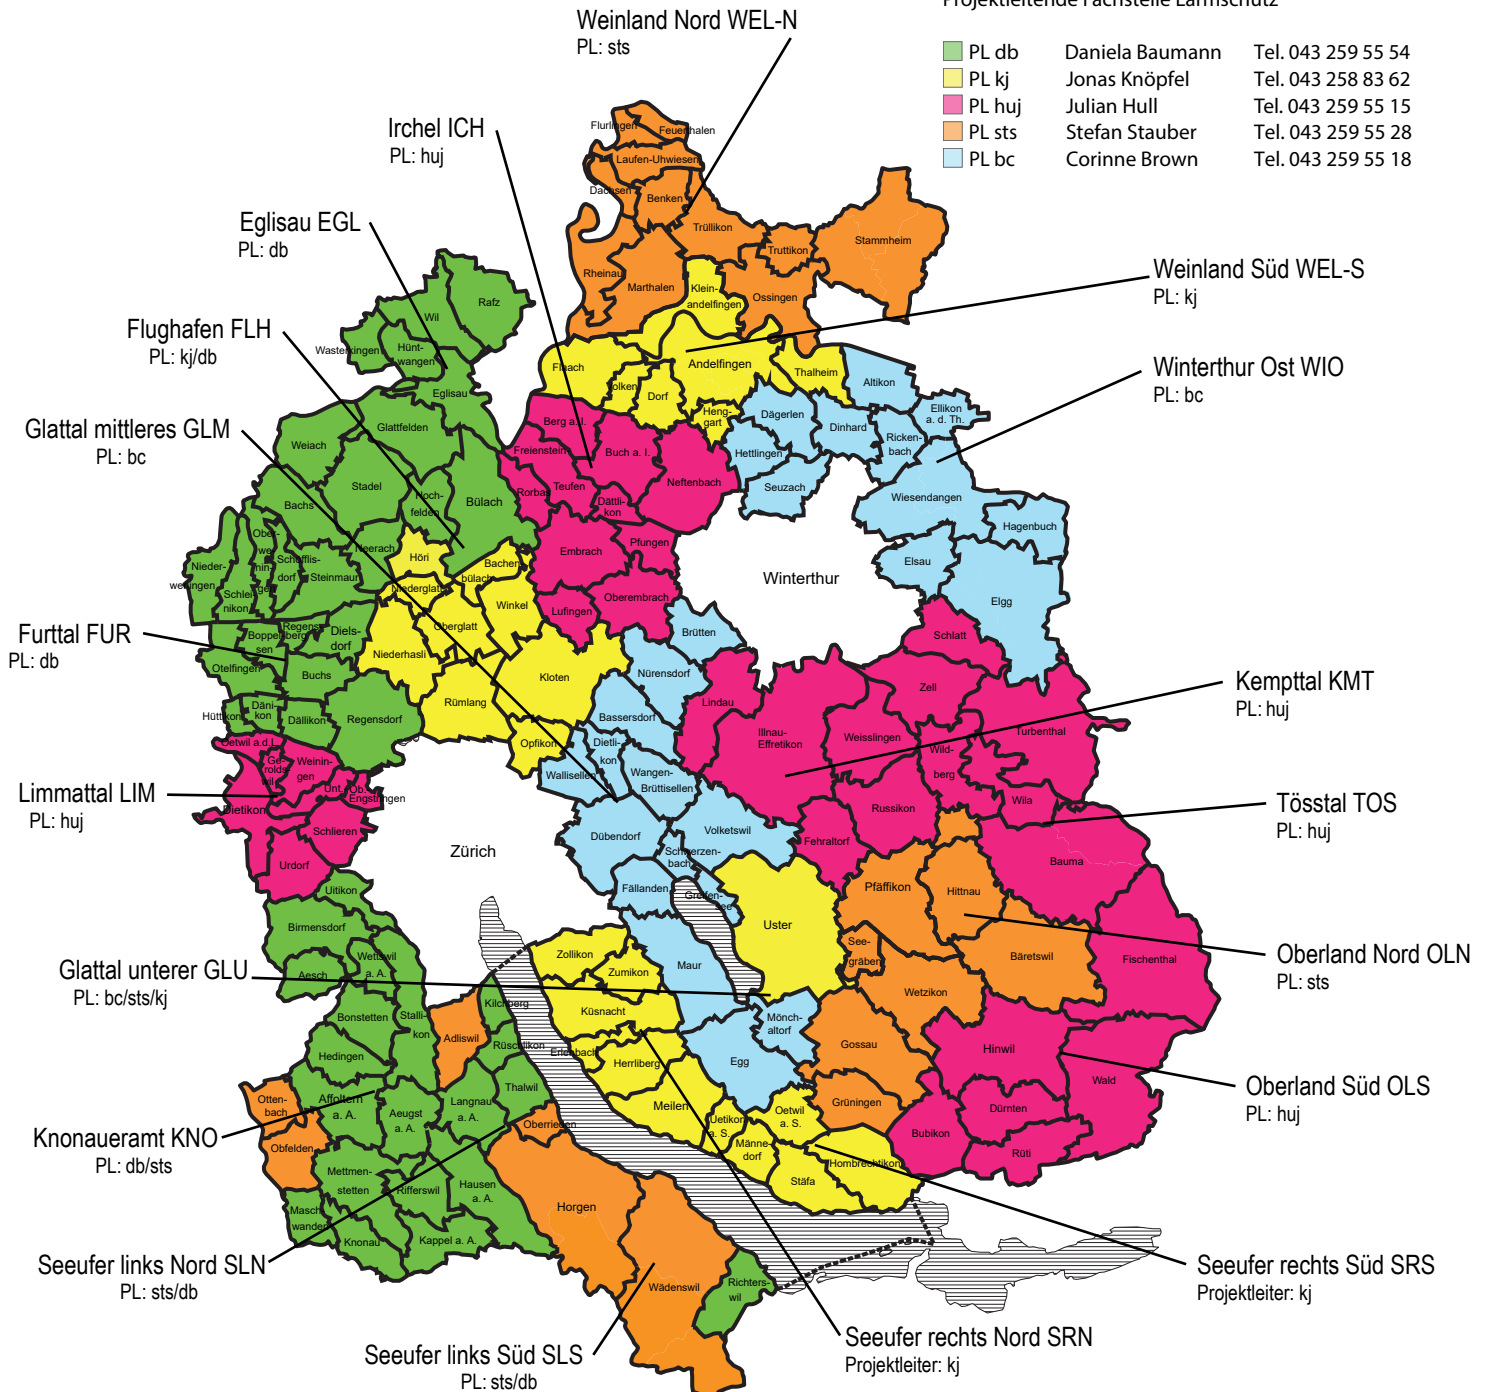 Projektleitende Fachstelle Lärmschutz
PL db Daniela Baumann Tel. 043 259 55 54
PL kj Jonas Knöpfel Tel. 043 258 83 62
PL huj Julian Hull Tel. 043 259 55 15
PL sts Stefan Stauber Tel. 043 259 55 28
PL bc Corinne Brown Tel. 043 259 55 18
Weinland Nord WEL-N
PL: sts
Irchel ICH
PL: huj
Eglisau EGL
PL: db
Flughafen FLH
PL: kj/db
Glattal mittleres GLM
PL: bc
Furttal FUR
PL: db
Limmattal LIM
PL: huj
Glattal unterer GLU
PL: bc/sts/kj
Knonaueramt KNO
PL: db/sts
Seeufer links Nord SLN
PL: sts/db
Seeufer links Süd SLS
PL: sts/db
Seeufer rechts Nord SRN
Projektleiter: kj
Seeufer rechts Süd SRS
Projektleiter: kj
Oberland Süd OLS
PL: huj
Oberland Nord OLN
PL: sts
Tösstal TOS
PL: huj
Kempttal KMT
PL: huj
Winterthur Ost WIO
PL: bc
Weinland Süd WEL-S
PL: kj
Flurlingen
Feuerthalen
Laufen-Uhwiesen
Dachsen
Benken
Trüllikon
Truttikon
Stammheim
Rheinau
Marthalen
Klein-
andelfingen
Ossingen
Rafz
Wil
Wasterkingen
Hünt-
wangen
Eglisau
Flaach
Volken
Dorf
Andelfingen
Thalheim
Heng-
gart
Altikon
Ellikon
a. d. Th.
Dägerlen
Dinhard
Ricken-
bach
Hettlingen
Seuzach
Wiesendangen
Hagenbuch
Elsau
Elgg
Glattfelden
Weiach
Stadel
Hoch-
felden
Bülach
Bachs
Neerach
Berg a. I.
Freienstein-
Teufen
Buch a. I.
Rorbas
Dättli-
kon
Neftenbach
Embrach
Pfungen
Lufingen
Oberembrach
Winterthur
Ober-
we-
nin-
gen
Schöfflis-
dorf
Nieder-
weningen
Schlei-
nikon
Steinmaur
Regens-
berg
Diels-
dorf
Boppel-
sen
Otelfingen
Buchs
Hüttikon
Däni-
kon
Dällikon
Regensdorf
Höri
Bachen-
bülach
Niederglatt
Winkel
Oberglatt
Niederhasli
Kloten
Rümlang
Opfikon
Brütten
Nürensdorf
Bassersdorf
Dietli-
kon
Wallisellen
Wangen-
Brüttisellen
Dübendorf
Volketswil
Schwerzen-
bach
Fällanden
Greifen-
see
Schlatt
Zell
Turbenthal
Lindau
Illnau-
Effretikon
Weisslingen
Wild-
berg
Wila
Russikon
Fehraltorf
Bauma
Fischenthal
Oetwil a.d.L.
Ge-
rolds-
wil
Weinin-
gen
Unt.-
Ob.-
Engstringen
Dietikon
Schlieren
Urdorf
Zürich
Uitikon
Birmensdorf
Aesch
Wettswil
a. A.
Bonstetten
Stalli-
kon
Hedingen
Affoltern
a. A.
Aeugst
a. A.
Otten-
bach
Obfelden
Mettmen-
stetten
Rifferswil
Hausen
a. A.
Masch-
wanden
Knonau
Kappel a. A.
Adliswil
Kilchberg
Rüschlikon
Thalwil
Langnau
a. A.
Oberrieden
Horgen
Wädenswil
Richters-
wil
Zollikon
Zumikon
Küsnacht
Erlenbach
Herrliberg
Meilen
Uetikon
a. S.
Männe-
dorf
Oetwil
a. S.
Stäfa
Hombrechtikon
Maur
Egg
Mönch-
altorf
Uster
Pfäffikon
Hittnau
See-
gräben
Wetzikon
Bäretswil
Gossau
Grüningen
Hinwil
Wald
Dürnten
Bubikon
Rüti